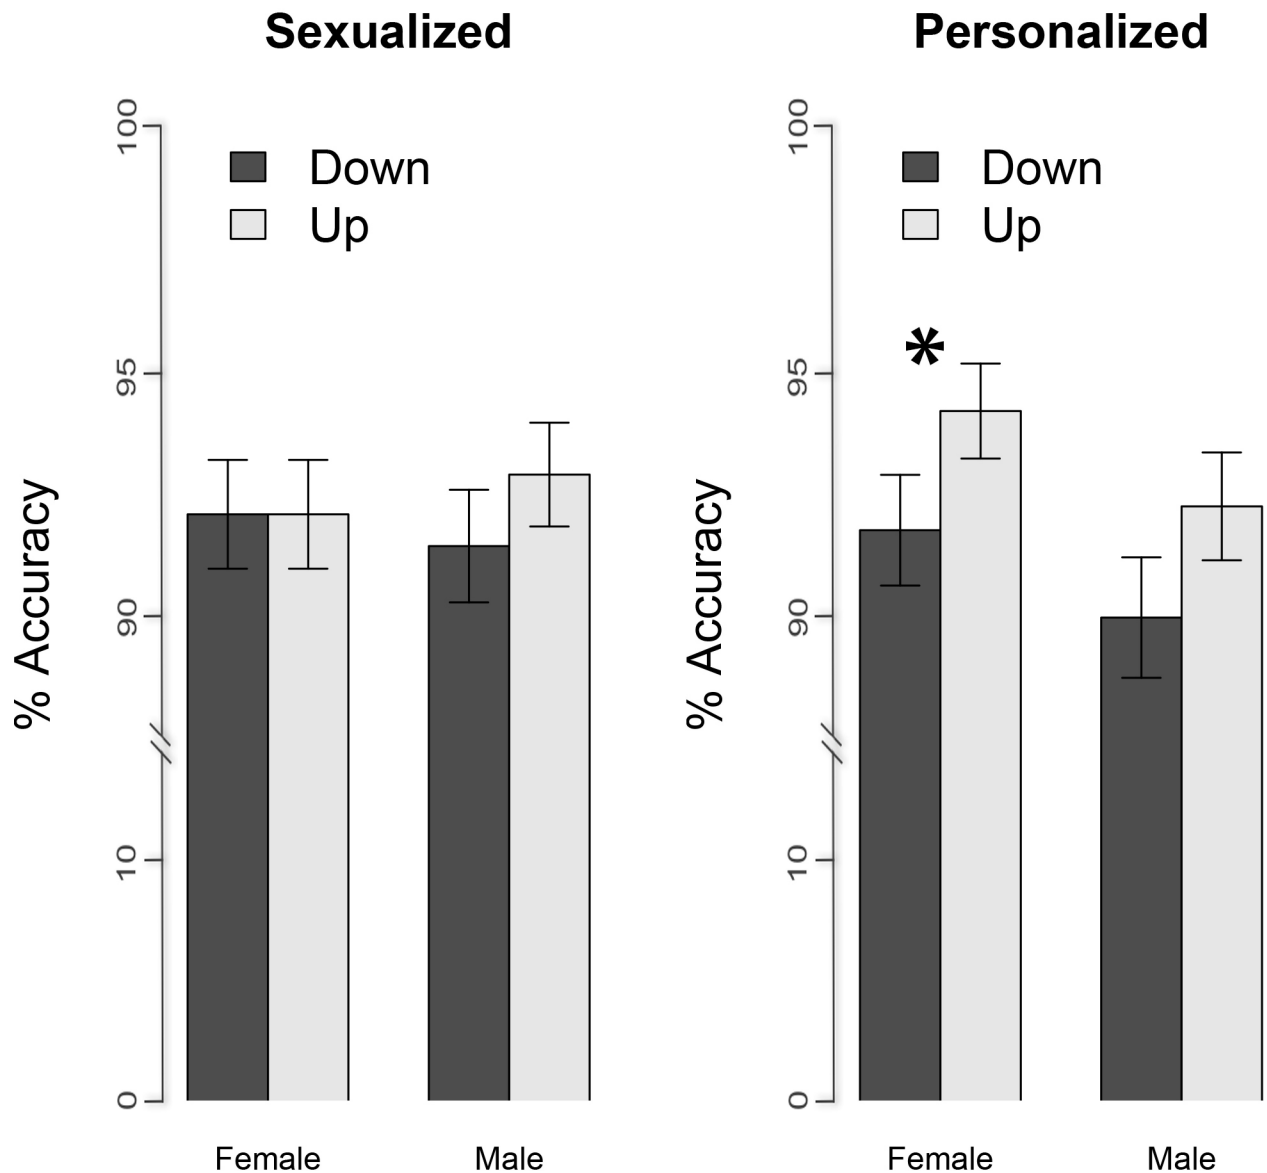 Sexualized
% Accuracy
100
95
90
10
0
Down
Up
Female Male
Personalized
% Accuracy
100
95
90
10
0
Down
Up
*
Female Male